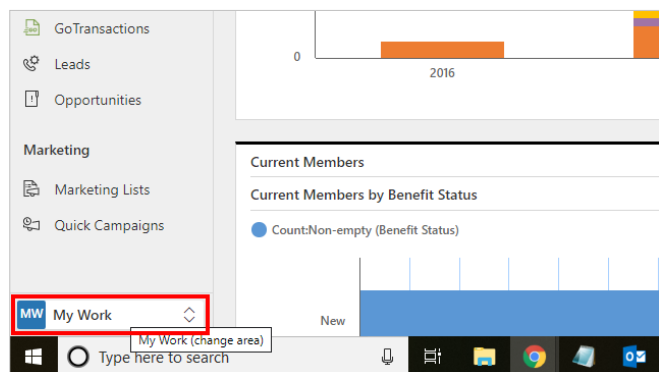 GoTransactions
Leads
Opportunities
Marketing
Marketing Lists
Quick Campaigns
MW My Work
My Work (change area)
Type here to search
0
2016
Current Members
Current Members by Benefit Status
Count:Non-empty (Benefit Status)
New